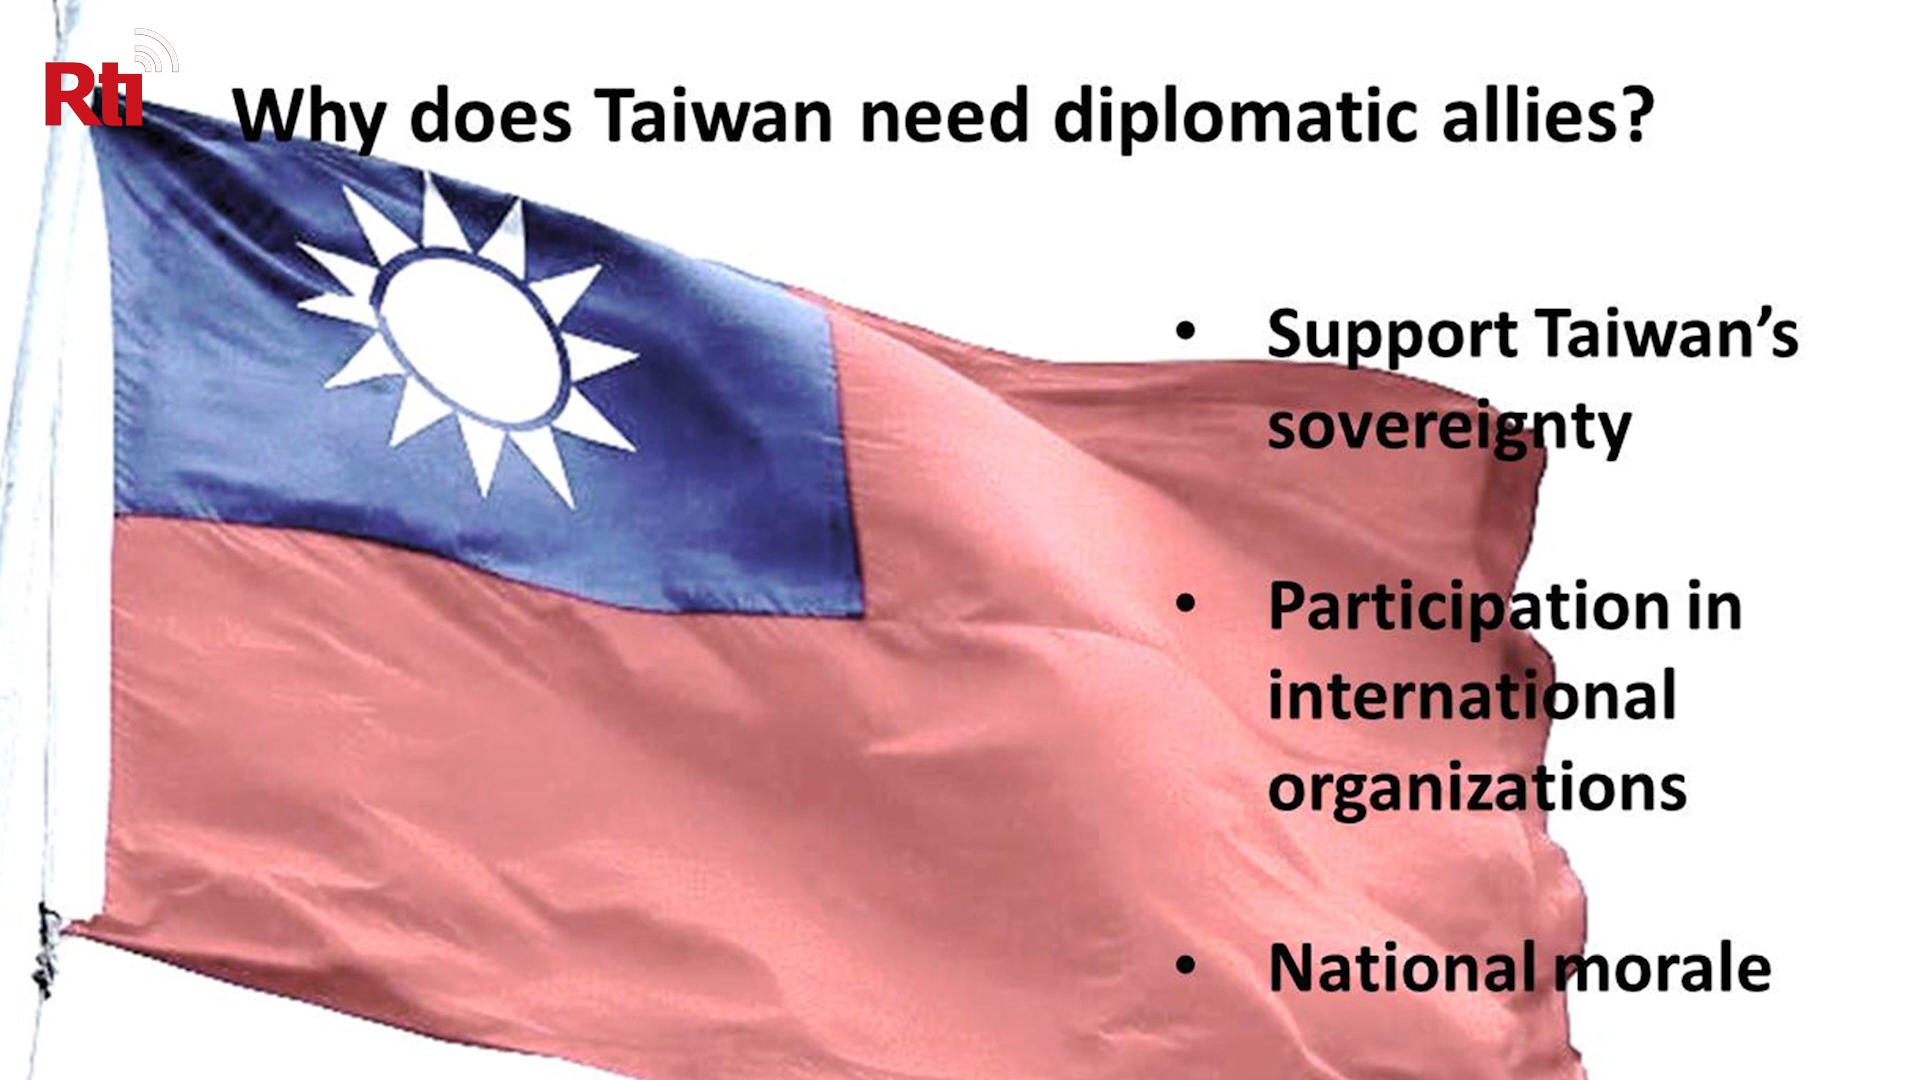 Rti
Why does Taiwan need diplomatic allies?
• Support Taiwan’s
sovereignty
• Participation in
international
organizations
• National morale